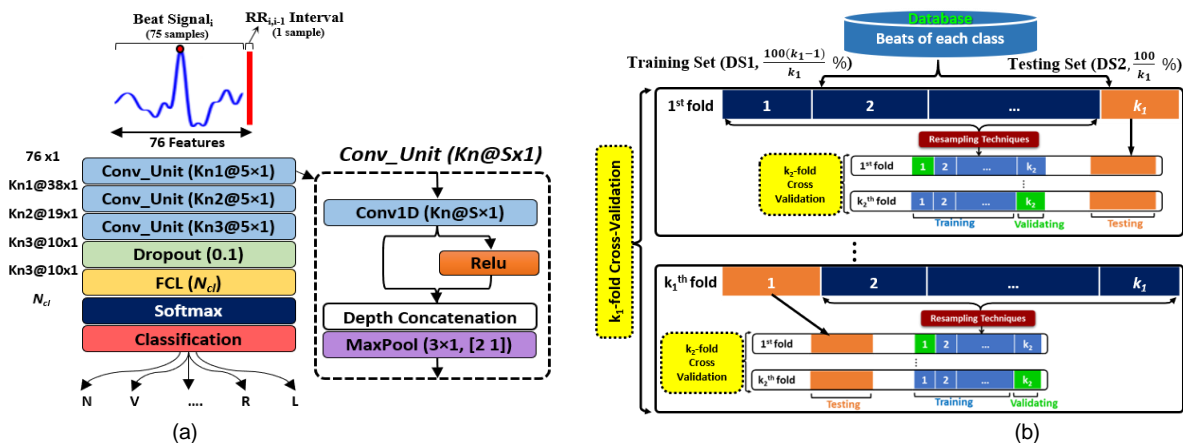 Beat Signal_i
(75 samples)
RR_i,i-1 Interval
(1 sample)
76 Features
76 x1
Kn1@38x1
Kn2@19x1
Kn3@10x1
Kn3@10x1
N_cl
Conv_Unit (Kn1@5×1)
Conv_Unit (Kn2@5×1)
Conv_Unit (Kn3@5×1)
Dropout (0.1)
FCL (N_cl)
Softmax
Classification
N V .... R L
Conv_Unit (Kn@Sx1)
Conv1D (Kn@S×1)
Relu
Depth Concatenation
MaxPool (3×1, [2 1])
(a)
Database
Beats of each class
Training Set (DS1, 100(k₁-1)/k₁ %)
Testing Set (DS2, 100/k₁ %)
k₁-fold Cross-Validation
1st fold
1 2 ... k₁
Resampling Techniques
k₂-fold
Cross
Validation
1st fold 1 2 ... k₂
⋮
k₂th fold 1 2 ... k₂
Training Validating Testing
⋮
k₁th fold
1 2 ... k₁
Resampling Techniques
k₂-fold
Cross
Validation
1st fold 1 2 ... k₂
⋮
k₂th fold 1 2 ... k₂
Testing Training Validating
(b)